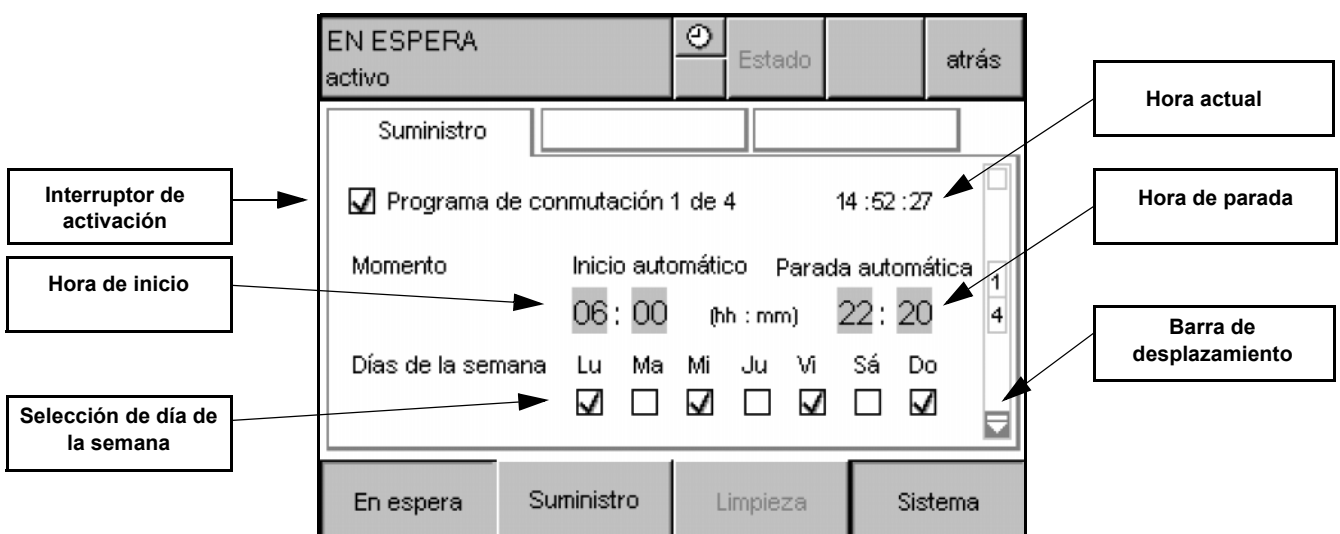 EN ESPERA
activo
Estado
atrás
Hora actual
Suministro
Interruptor de
activación
Programa de conmutación 1 de 4
14 :52 :27
Hora de parada
Momento
Inicio automático
Parada automática
1
Hora de inicio
06 : 00
(hh : mm)
22 : 20
4
Barra de
desplazamiento
Días de la semana
Lu Ma Mi Ju Vi Sá Do
Selección de día de
la semana
En espera
Suministro
Limpieza
Sistema